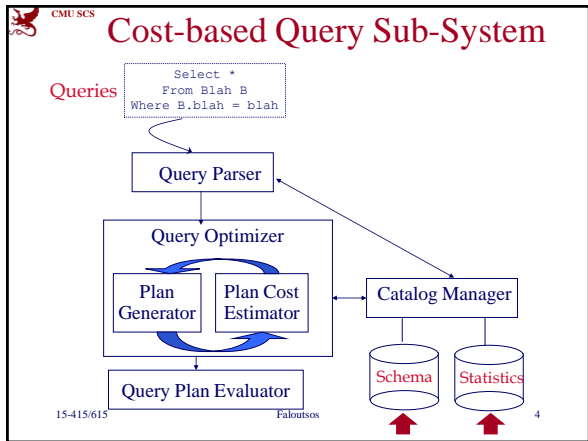 CMU SCS
Cost-based Query Sub-System
Queries
Select *
From Blah B
Where B.blah = blah
Query Parser
Query Optimizer
Plan
Generator
Plan Cost
Estimator
Catalog Manager
Query Plan Evaluator
Schema
Statistics
15-415/615
Faloutsos
4